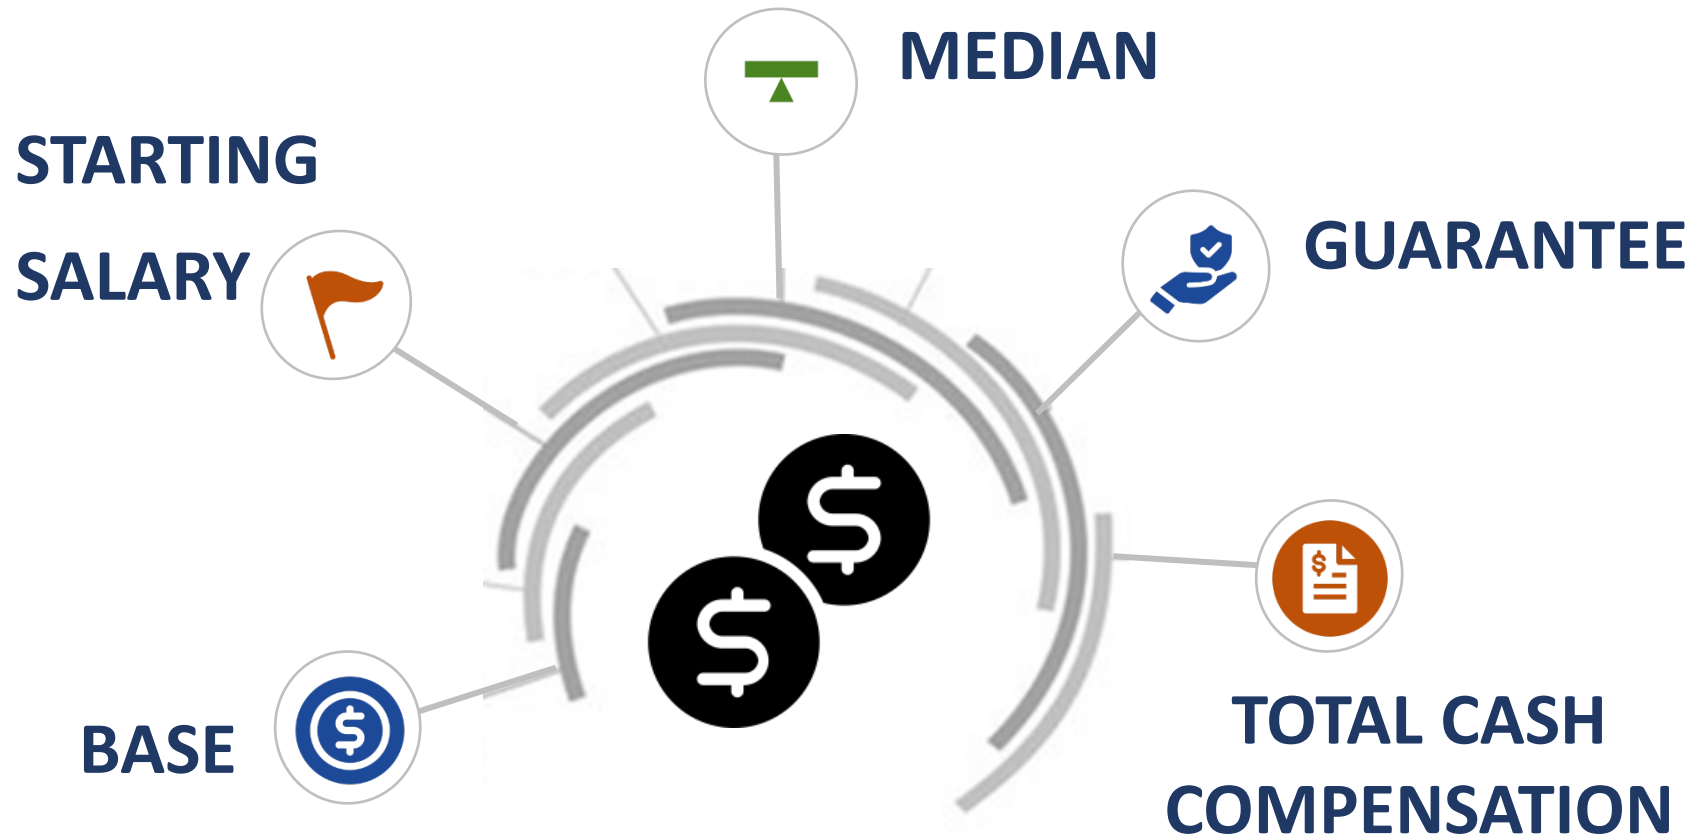 MEDIAN
STARTING
SALARY
GUARANTEE
$
$
$
$
BASE
TOTAL CASH
COMPENSATION